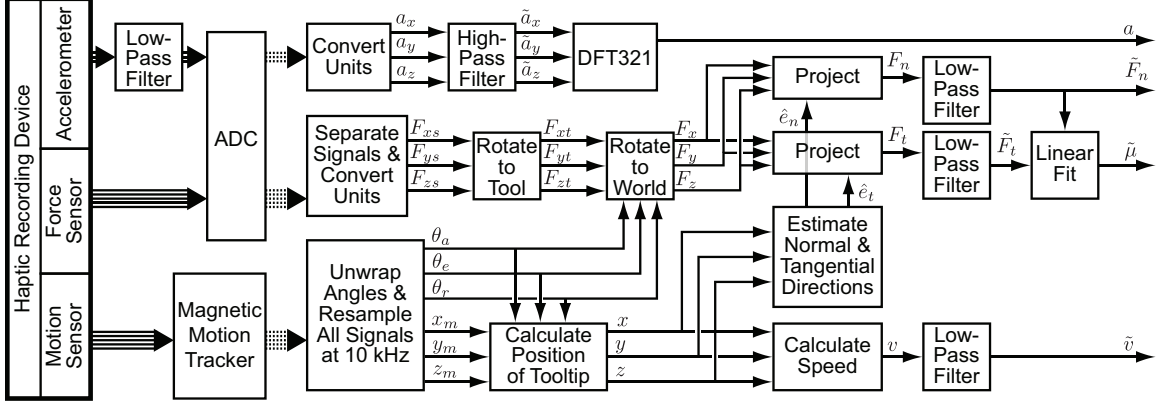 Haptic Recording Device
Accelerometer
Force
Sensor
Motion
Sensor
Low-
Pass
Filter
ADC
Magnetic
Motion
Tracker
Convert
Units
a_x
a_y
a_z
High-
Pass
Filter
ã_x
ã_y
ã_z
DFT321
a
Separate
Signals &
Convert
Units
F_xs
F_ys
F_zs
Rotate
to
Tool
F_xt
F_yt
F_zt
Rotate
to
World
F_x
F_y
F_z
Project
F_n
Low-
Pass
Filter
F̃_n
ê_n
Project
F_t
Low-
Pass
Filter
F̃_t
Linear
Fit
μ̃
ê_t
Estimate
Normal &
Tangential
Directions
Unwrap
Angles &
Resample
All Signals
at 10 kHz
θ_a
θ_e
θ_r
x_m
y_m
z_m
Calculate
Position
of Tooltip
x
y
z
Calculate
Speed
v
Low-
Pass
Filter
ṽ